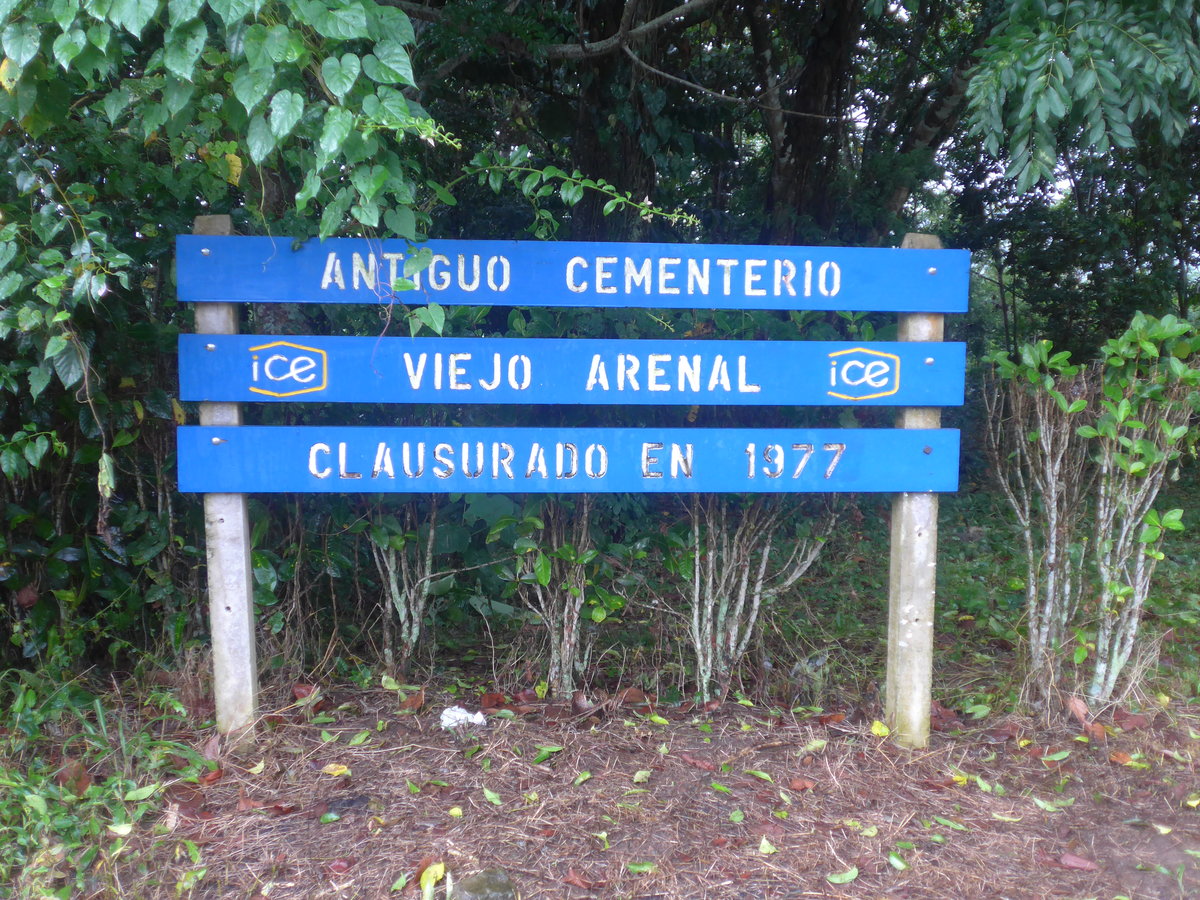 ANTIGUO CEMENTERIO
ice VIEJO ARENAL ice
CLAUSURADO EN 1977